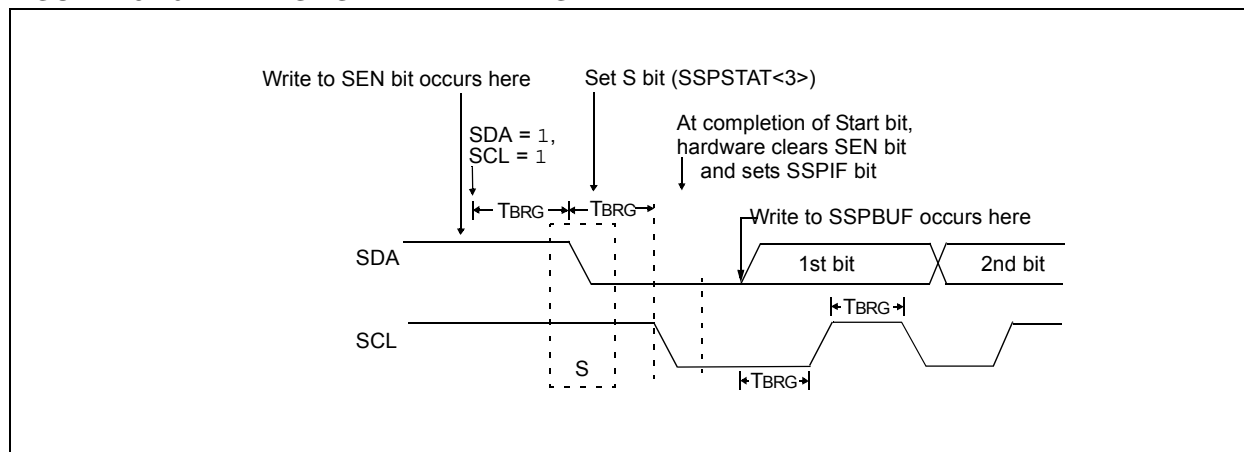 Write to SEN bit occurs here
Set S bit (SSPSTAT<3>)
SDA = 1,
SCL = 1
At completion of Start bit,
hardware clears SEN bit
and sets SSPIF bit
TBRG
TBRG
Write to SSPBUF occurs here
SDA
1st bit
2nd bit
TBRG
SCL
S
TBRG